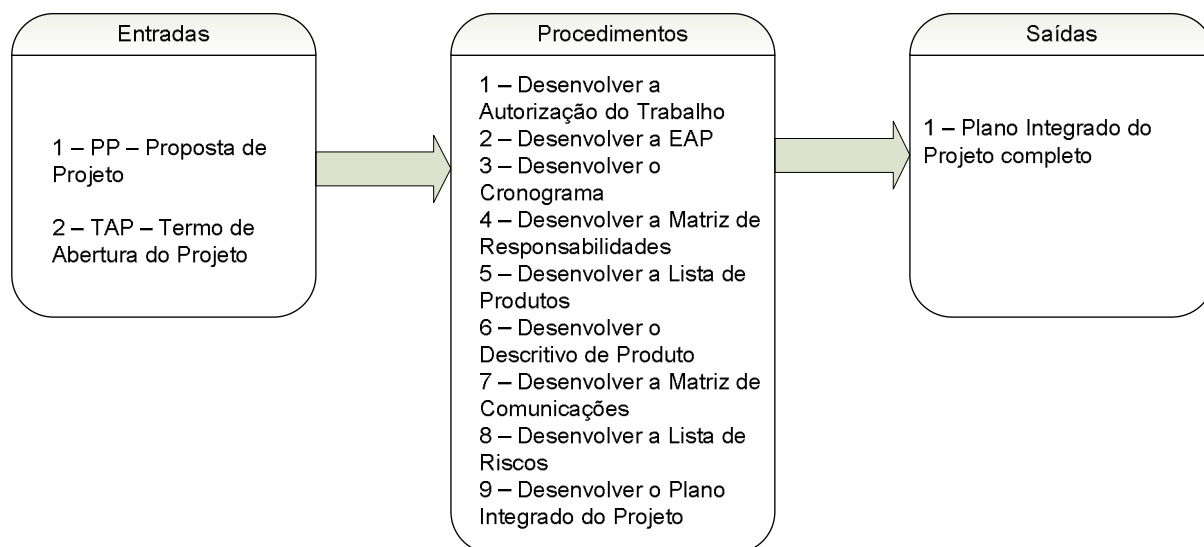 Entradas
1 – PP – Proposta de
Projeto
2 – TAP – Termo de
Abertura do Projeto
Procedimentos
1 – Desenvolver a
Autorização do Trabalho
2 – Desenvolver a EAP
3 – Desenvolver o
Cronograma
4 – Desenvolver a Matriz de
Responsabilidades
5 – Desenvolver a Lista de
Produtos
6 – Desenvolver o
Descritivo de Produto
7 – Desenvolver a Matriz de
Comunicações
8 – Desenvolver a Lista de
Riscos
9 – Desenvolver o Plano
Integrado do Projeto
Saídas
1 – Plano Integrado do
Projeto completo